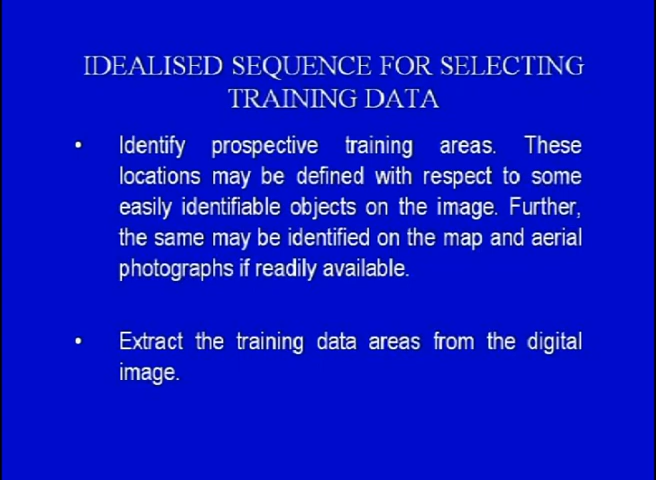 IDEALISED SEQUENCE FOR SELECTING
TRAINING DATA
• Identify prospective training areas. These
locations may be defined with respect to some
easily identifiable objects on the image. Further,
the same may be identified on the map and aerial
photographs if readily available.
• Extract the training data areas from the digital
image.